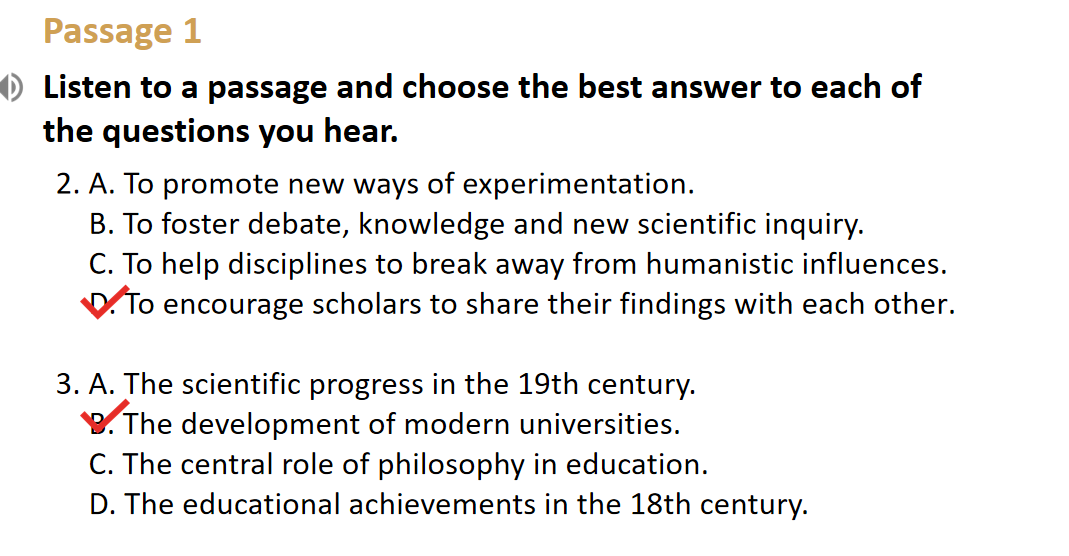 Passage 1
Listen to a passage and choose the best answer to each of
the questions you hear.
2. A. To promote new ways of experimentation.
B. To foster debate, knowledge and new scientific inquiry.
C. To help disciplines to break away from humanistic influences.
D. To encourage scholars to share their findings with each other.
3. A. The scientific progress in the 19th century.
B. The development of modern universities.
C. The central role of philosophy in education.
D. The educational achievements in the 18th century.